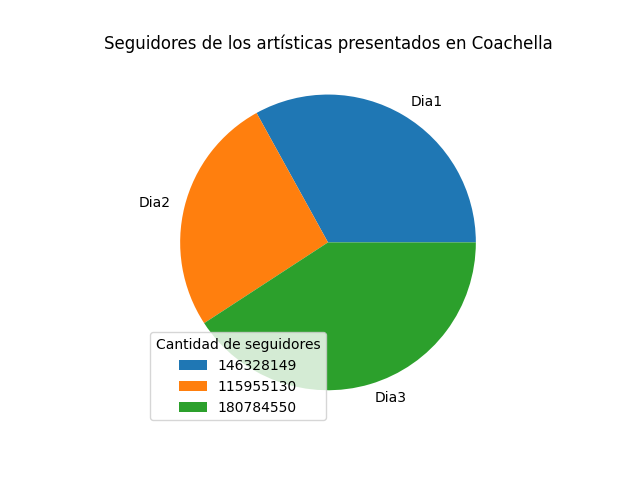 Seguidores de los artísticas presentados en Coachella
Dia1
Dia2
Dia3
Cantidad de seguidores
146328149
115955130
180784550